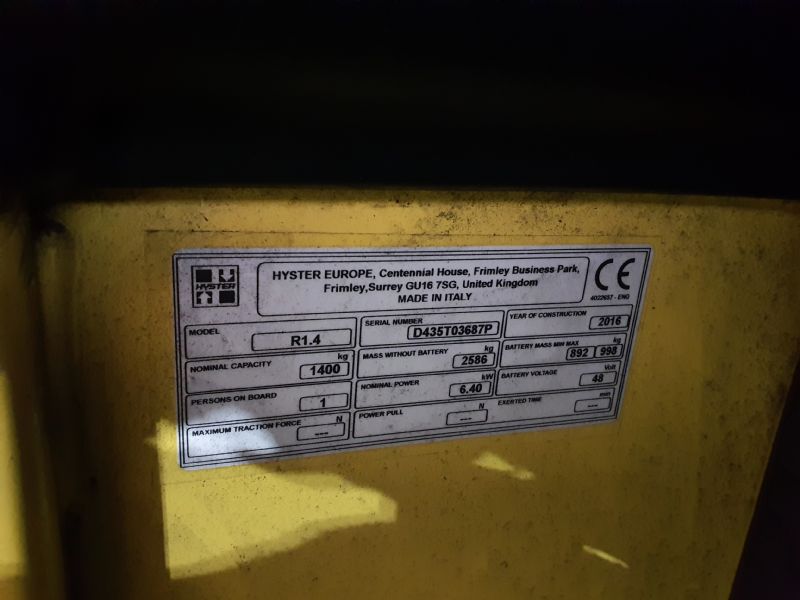 HYSTER
HYSTER EUROPE, Centennial House, Frimley Business Park,
Frimley,Surrey GU16 7SG, United Kingdom
MADE IN ITALY
CE
4022637 - ENG
MODEL R1.4
SERIAL NUMBER D435T03687P
YEAR OF CONSTRUCTION 2016
NOMINAL CAPACITY kg 1400
MASS WITHOUT BATTERY kg 2586
BATTERY MASS MIN MAX kg 892 998
PERSONS ON BOARD 1
NOMINAL POWER kW 6.40
BATTERY VOLTAGE Volt 48
MAXIMUM TRACTION FORCE N ---
POWER PULL N ---
EXERTED TIME min ---